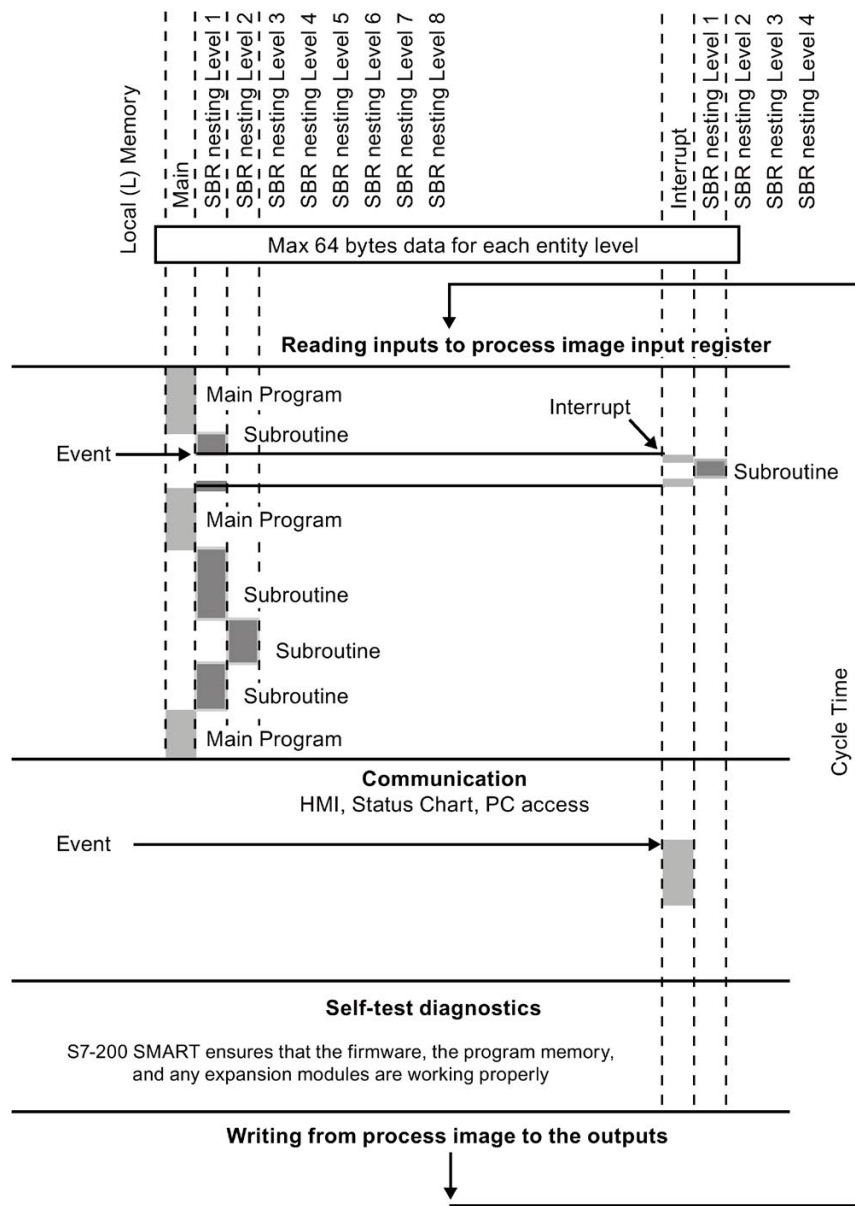 Local (L) Memory
Main
SBR nesting Level 1
SBR nesting Level 2
SBR nesting Level 3
SBR nesting Level 4
SBR nesting Level 5
SBR nesting Level 6
SBR nesting Level 7
SBR nesting Level 8
Interrupt
SBR nesting Level 1
SBR nesting Level 2
SBR nesting Level 3
SBR nesting Level 4
Max 64 bytes data for each entity level
Reading inputs to process image input register
Main Program
Interrupt
Subroutine
Event
Subroutine
Main Program
Subroutine
Subroutine
Subroutine
Main Program
Cycle Time
Communication
HMI, Status Chart, PC access
Event
Self-test diagnostics
S7-200 SMART ensures that the firmware, the program memory,
and any expansion modules are working properly
Writing from process image to the outputs